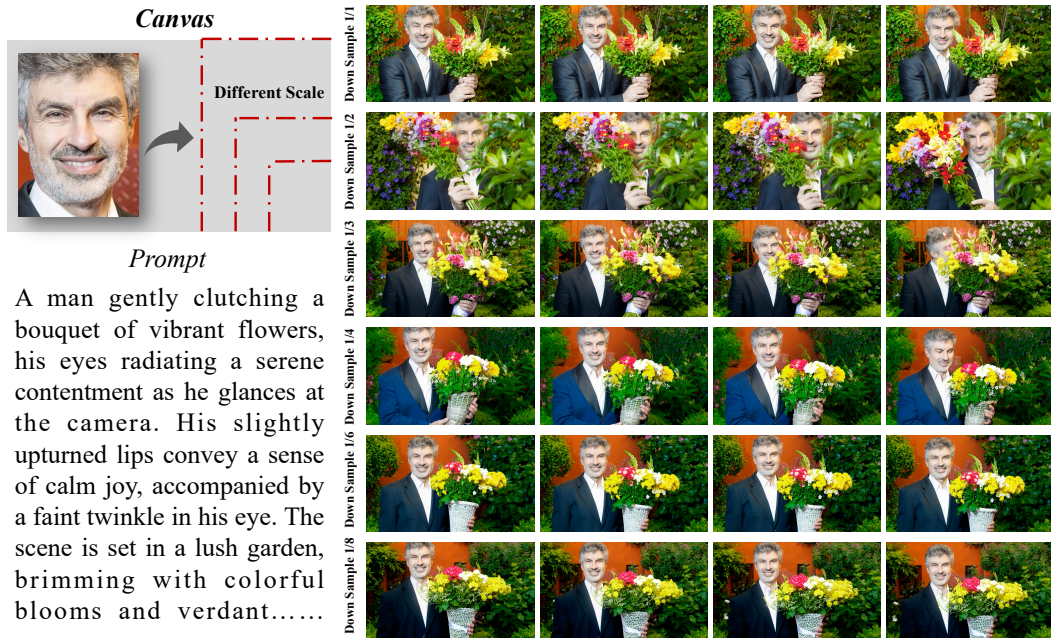 Canvas
Different Scale
Prompt
A man gently clutching a
bouquet of vibrant flowers,
his eyes radiating a serene
contentment as he glances at
the camera. His slightly
upturned lips convey a sense
of calm joy, accompanied by
a faint twinkle in his eye. The
scene is set in a lush garden,
brimming with colorful
blooms and verdant……
Down Sample 1/1
Down Sample 1/2
Down Sample 1/3
Down Sample 1/4
Down Sample 1/6
Down Sample 1/8